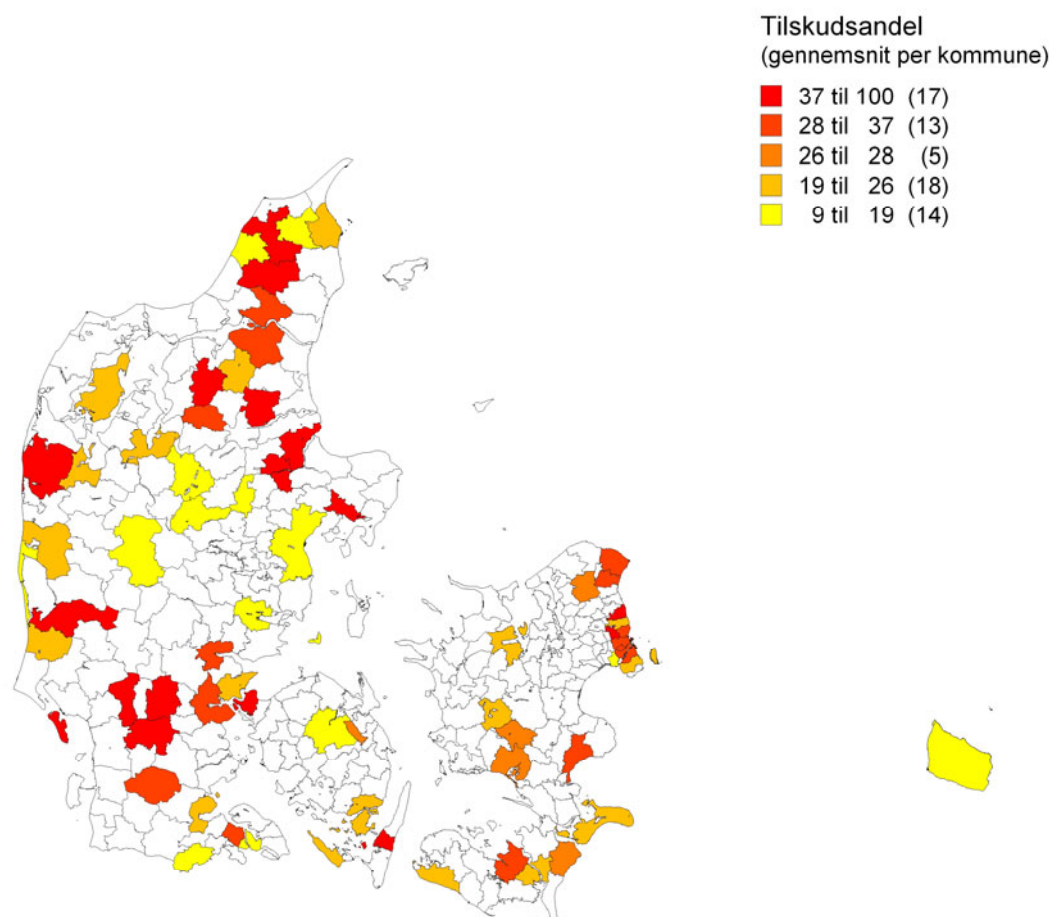 Tilskudsandel
(gennemsnit per kommune)
37 til 100 (17)
28 til 37 (13)
26 til 28 (5)
19 til 26 (18)
9 til 19 (14)